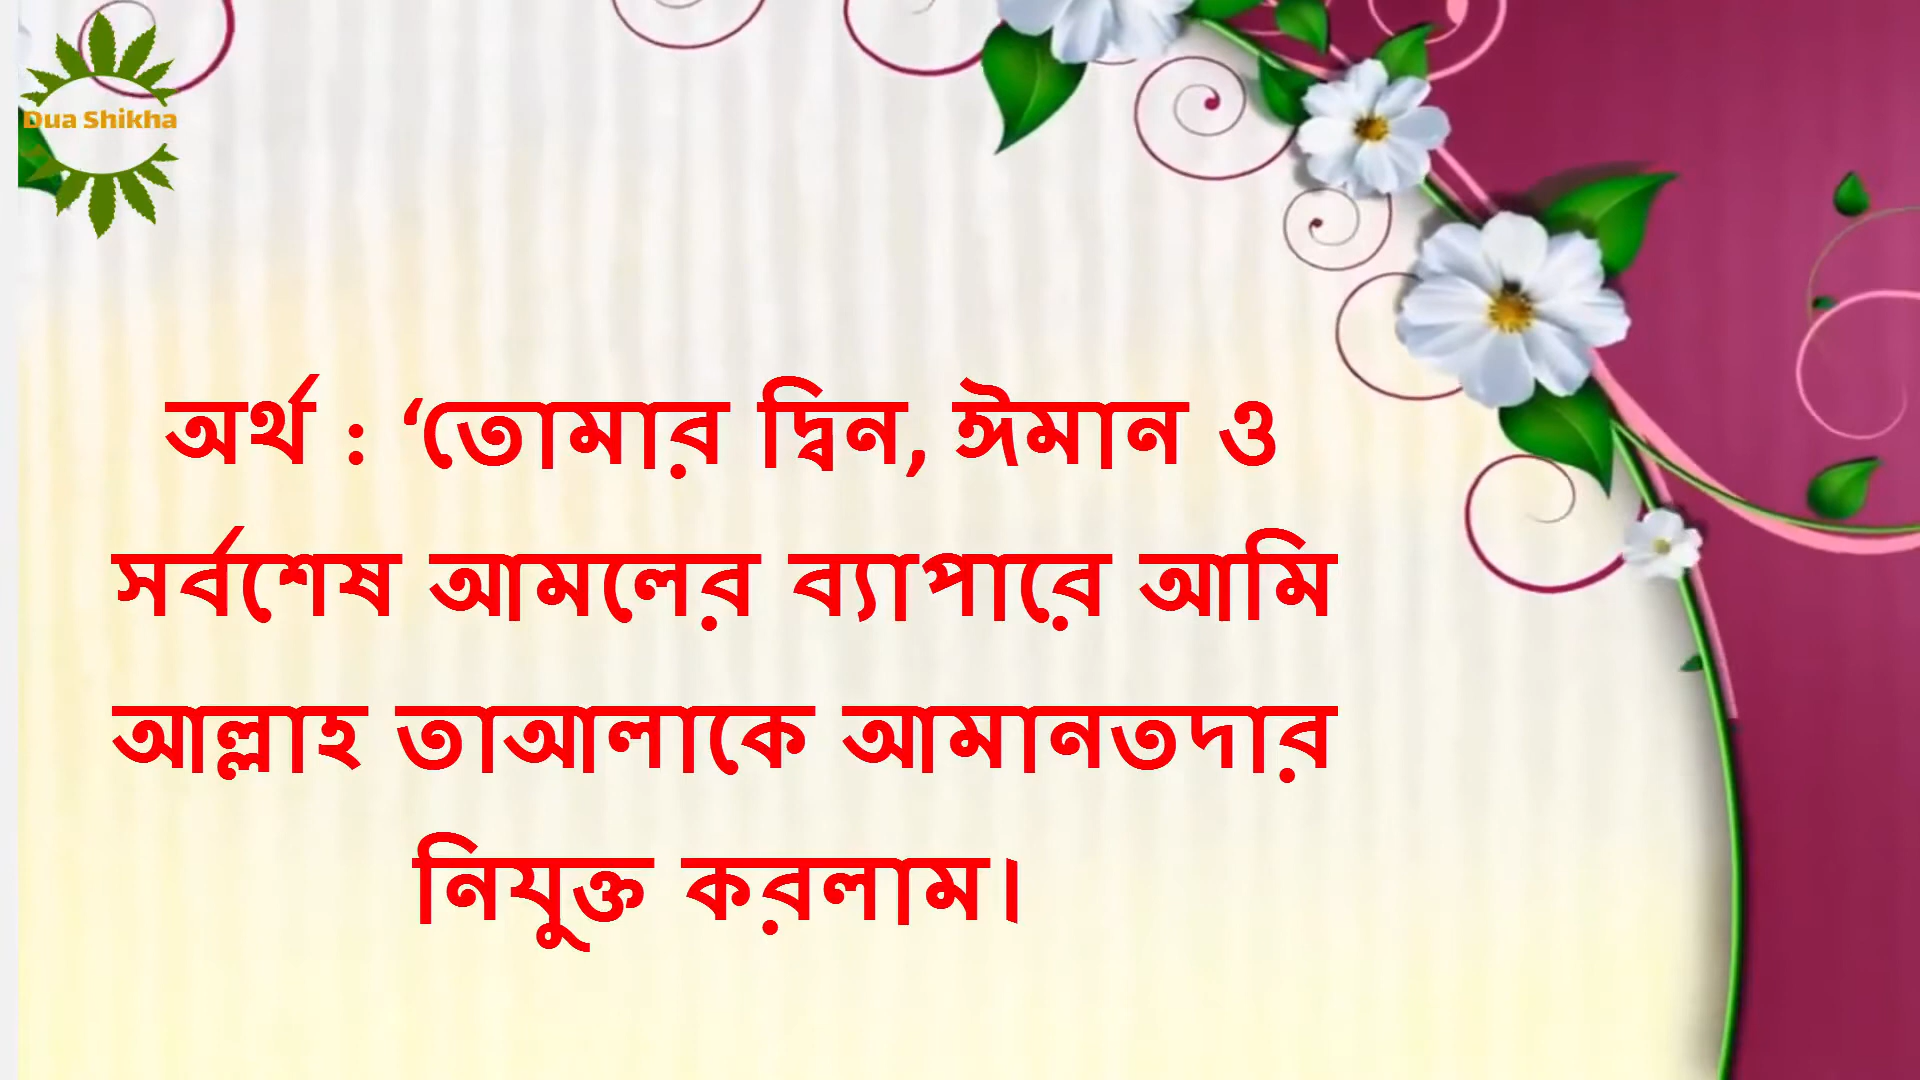 Dua Shikha
অর্থ : ‘তোমার দ্বিন, ঈমান ও
সর্বশেষ আমলের ব্যাপারে আমি
আল্লাহ তাআলাকে আমানতদার
নিযুক্ত করলাম।